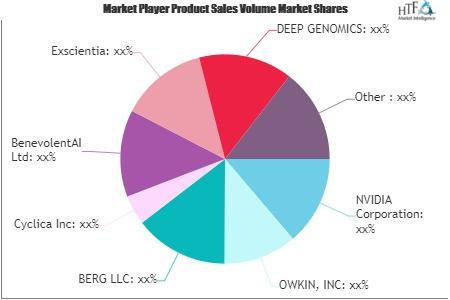 Market Player Product Sales Volume Market Shares
HTF
Market Intelligence
DEEP GENOMICS: xx%
Exscientia: xx%
Other : xx%
BenevolentAI
Ltd: xx%
NVIDIA
Corporation:
xx%
Cyclica Inc: xx%
BERG LLC: xx%
OWKIN, INC: xx%